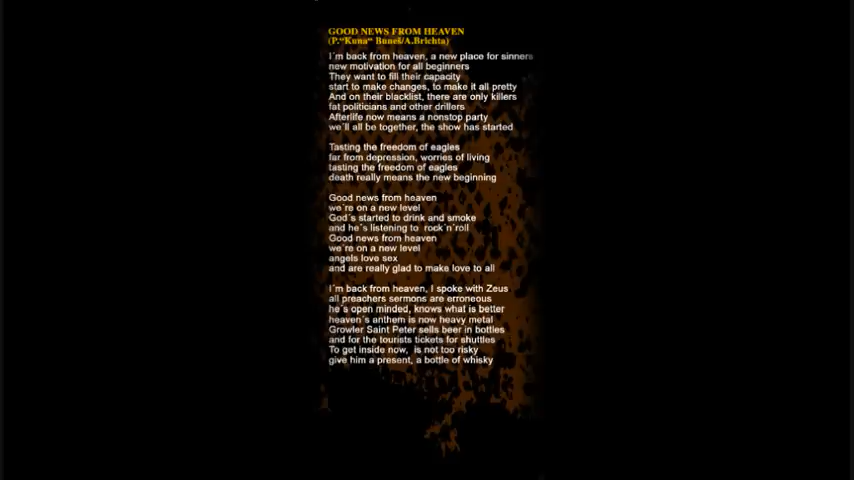 GOOD NEWS FROM HEAVEN
(P."Kuna" Buneš/A.Brichta)
I´m back from heaven, a new place for sinners
new motivation for all beginners
They want to fill their capacity
start to make changes, to make it all pretty
And on their blacklist, there are only killers
fat politicians and other drillers
Afterlife now means a nonstop party
we´ll all be together, the show has started
Tasting the freedom of eagles
far from depression, worries of living
tasting the freedom of eagles
death really means the new beginning
Good news from heaven
we´re on a new level
God´s started to drink and smoke
and he´s listening to rock´n´roll
Good news from heaven
we´re on a new level
angels love sex
and are really glad to make love to all
I´m back from heaven, I spoke with Zeus
all preachers sermons are erroneous
he´s open minded, knows what is better
heaven´s anthem is now heavy metal
Growler Saint Peter sells beer in bottles
and for the tourists tickets for shuttles
To get inside now, is not too risky
give him a present, a bottle of whisky